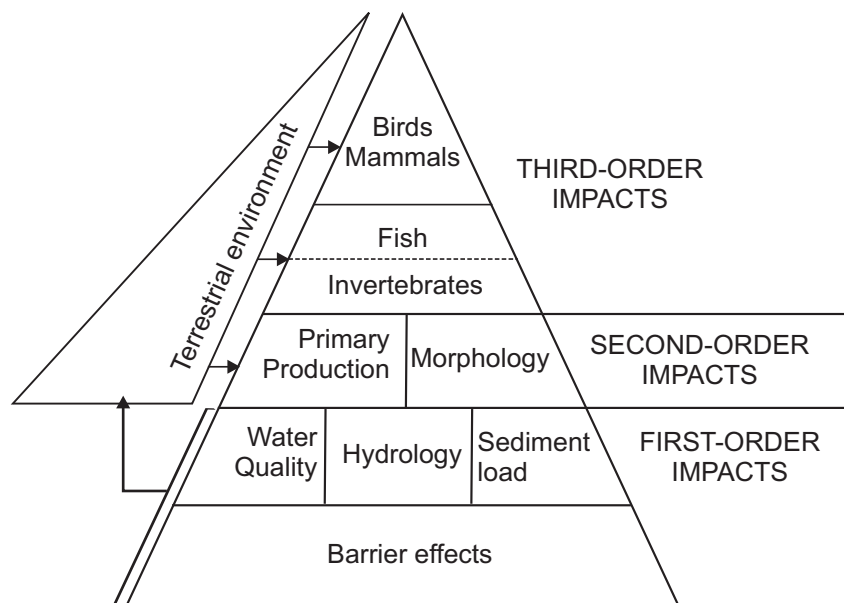 Terrestrial environment
Birds
Mammals
THIRD-ORDER
IMPACTS
Fish
Invertebrates
Primary
Production
Morphology
SECOND-ORDER
IMPACTS
Water
Quality
Hydrology
Sediment
load
FIRST-ORDER
IMPACTS
Barrier effects